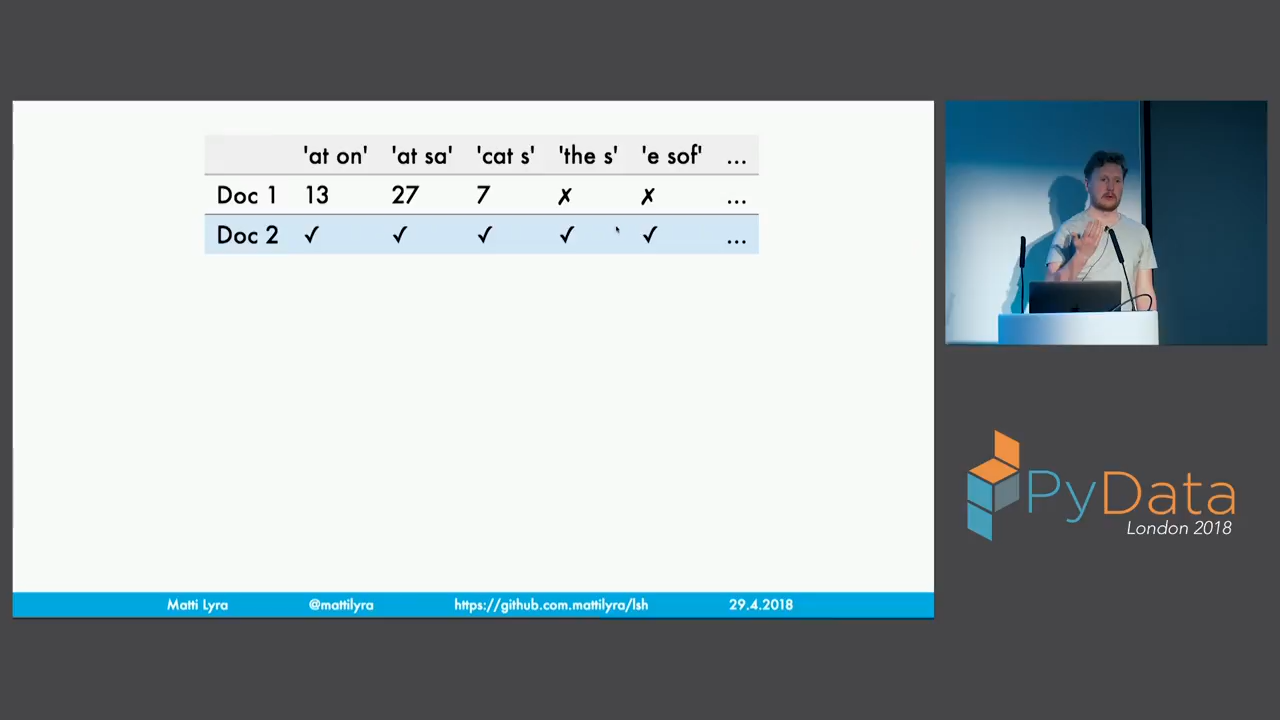 'at on' 'at sa' 'cat s' 'the s' 'e sof' ...
Doc 1 13 27 7 ✗ ✗ ...
Doc 2 ✓ ✓ ✓ ✓ ✓ ...
PyData
London 2018
Matti Lyra @mattilyra https://github.com.mattilyra/lsh 29.4.2018